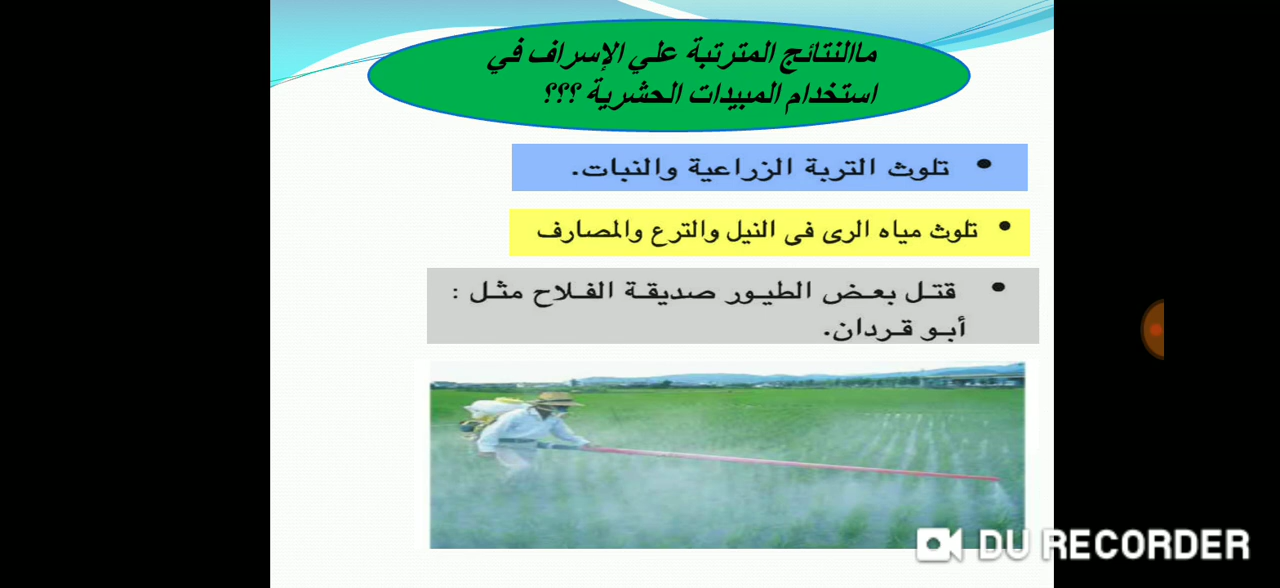 ماالنتائج المترتبة علي الإسراف في
استخدام المبيدات الحشرية ؟؟؟
• تلوث التربة الزراعية والنبات.
• تلوث مياه الرى فى النيل والترع والمصارف
• قتل بعض الطيور صديقة الفلاح مثل :
أبو قردان.
DU RECORDER